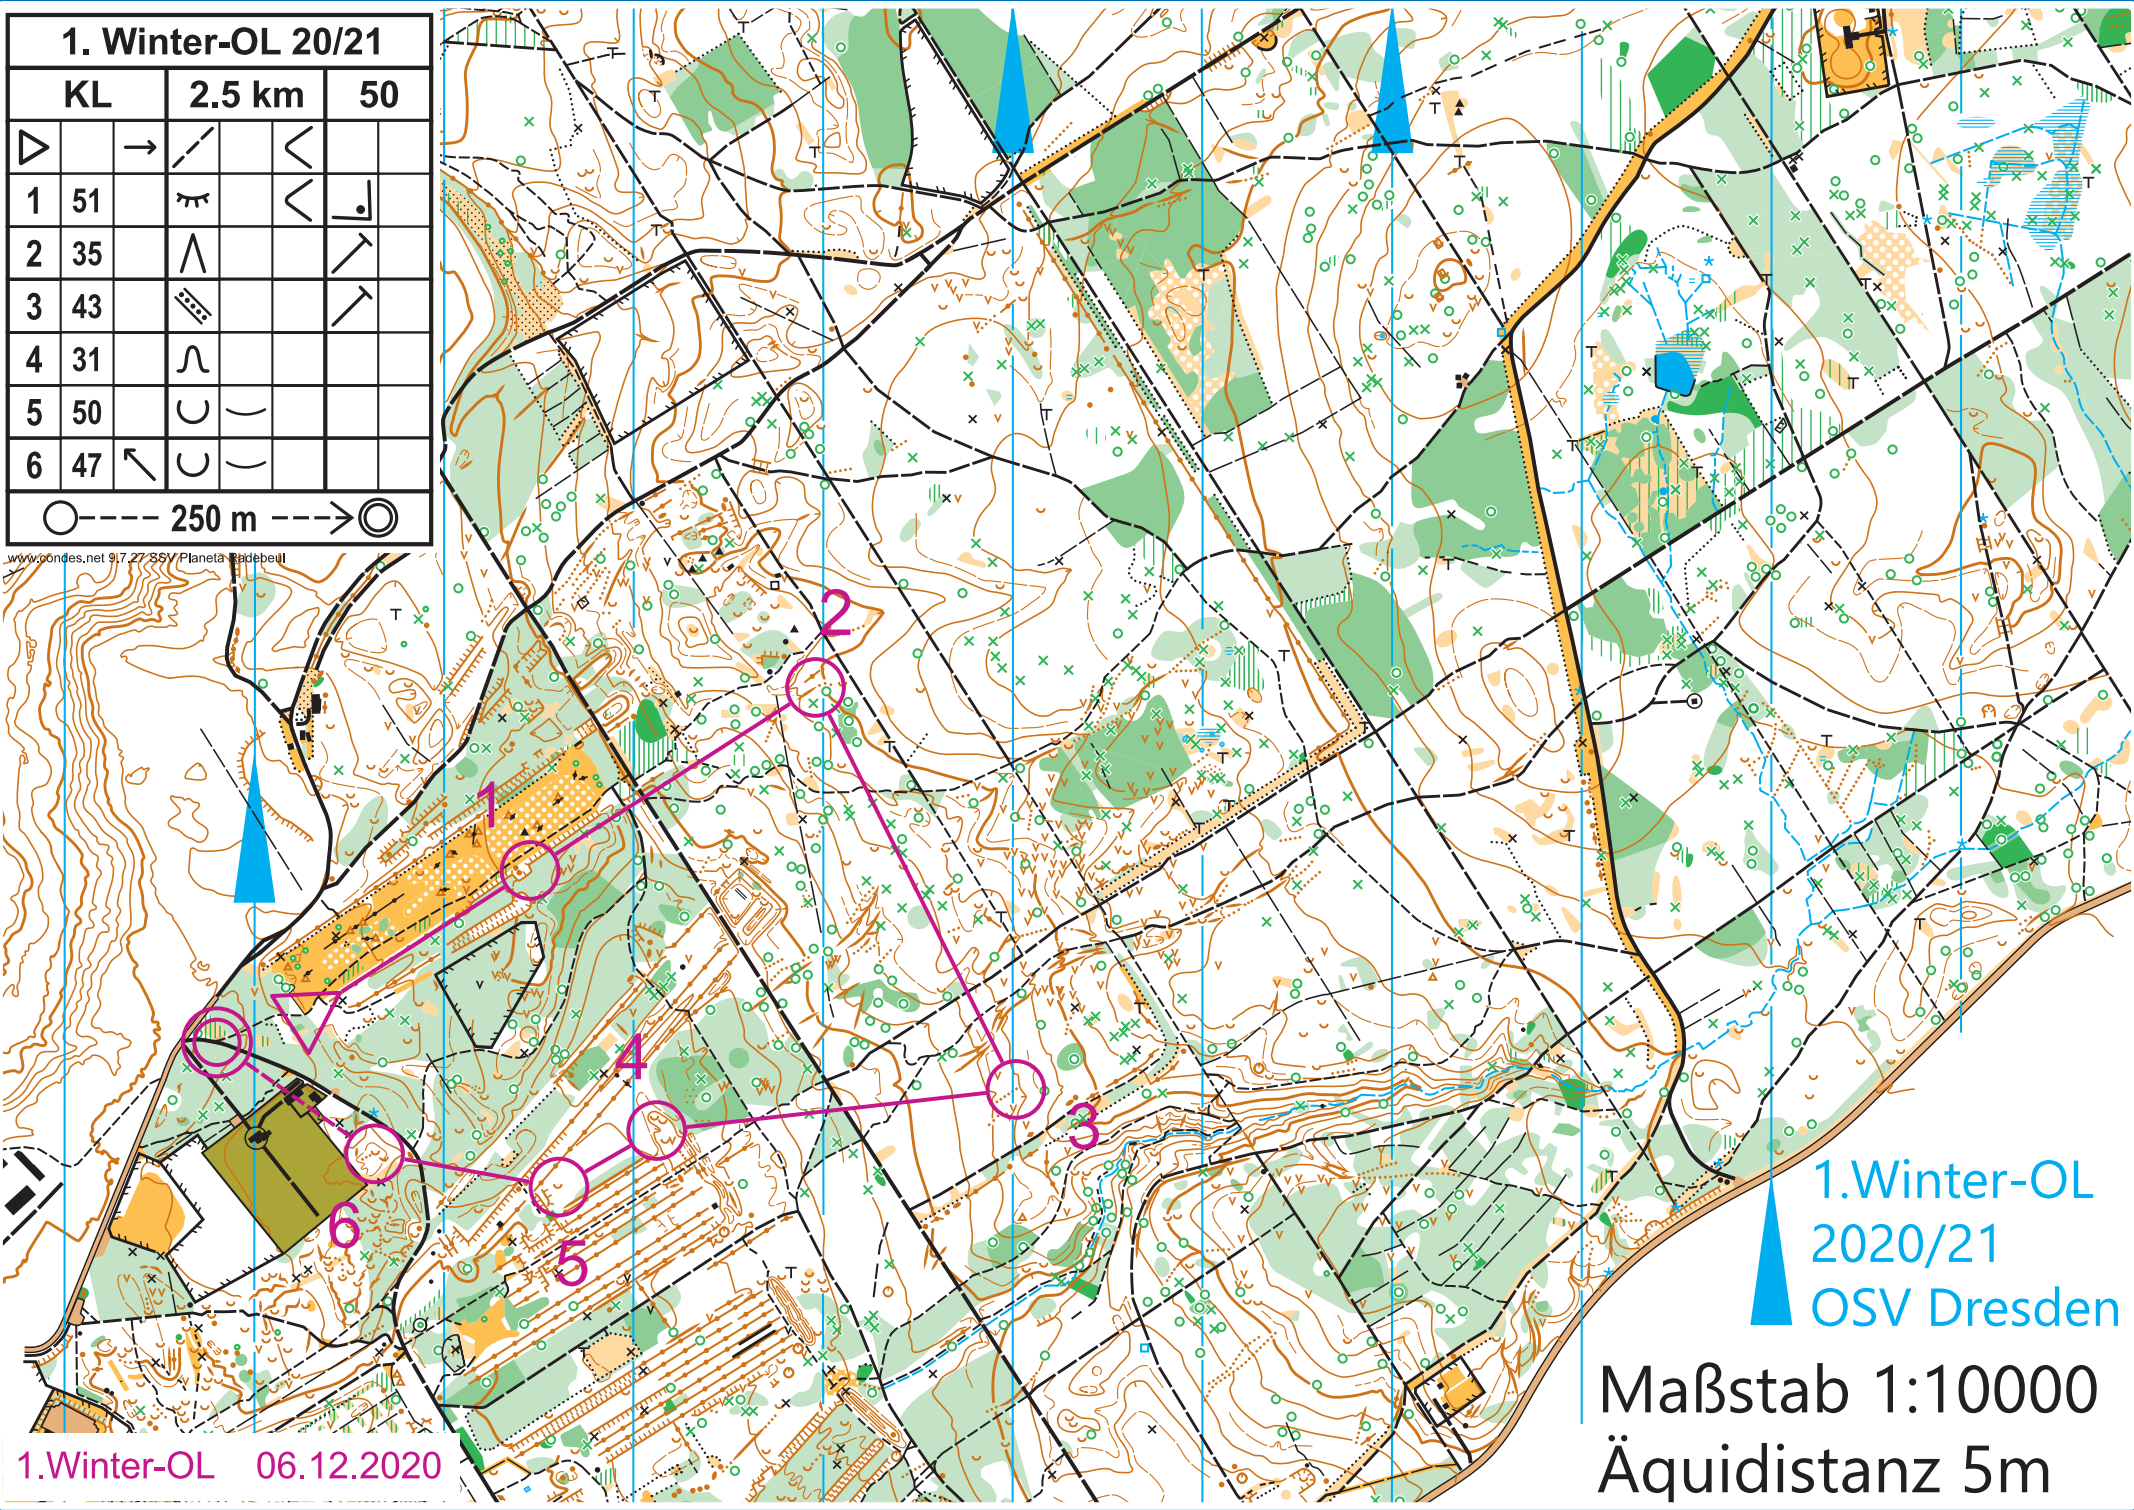 1. Winter-OL 20/21
KL 2.5 km 50
1 51
2 35
3 43
4 31
5 50
6 47
250 m
www.condes.net 9.7.27 SSV Planeta Radebeul
2
1
4
3
5
6
1.Winter-OL
2020/21
OSV Dresden
Maßstab 1:10000
Äquidistanz 5m
1.Winter-OL 06.12.2020